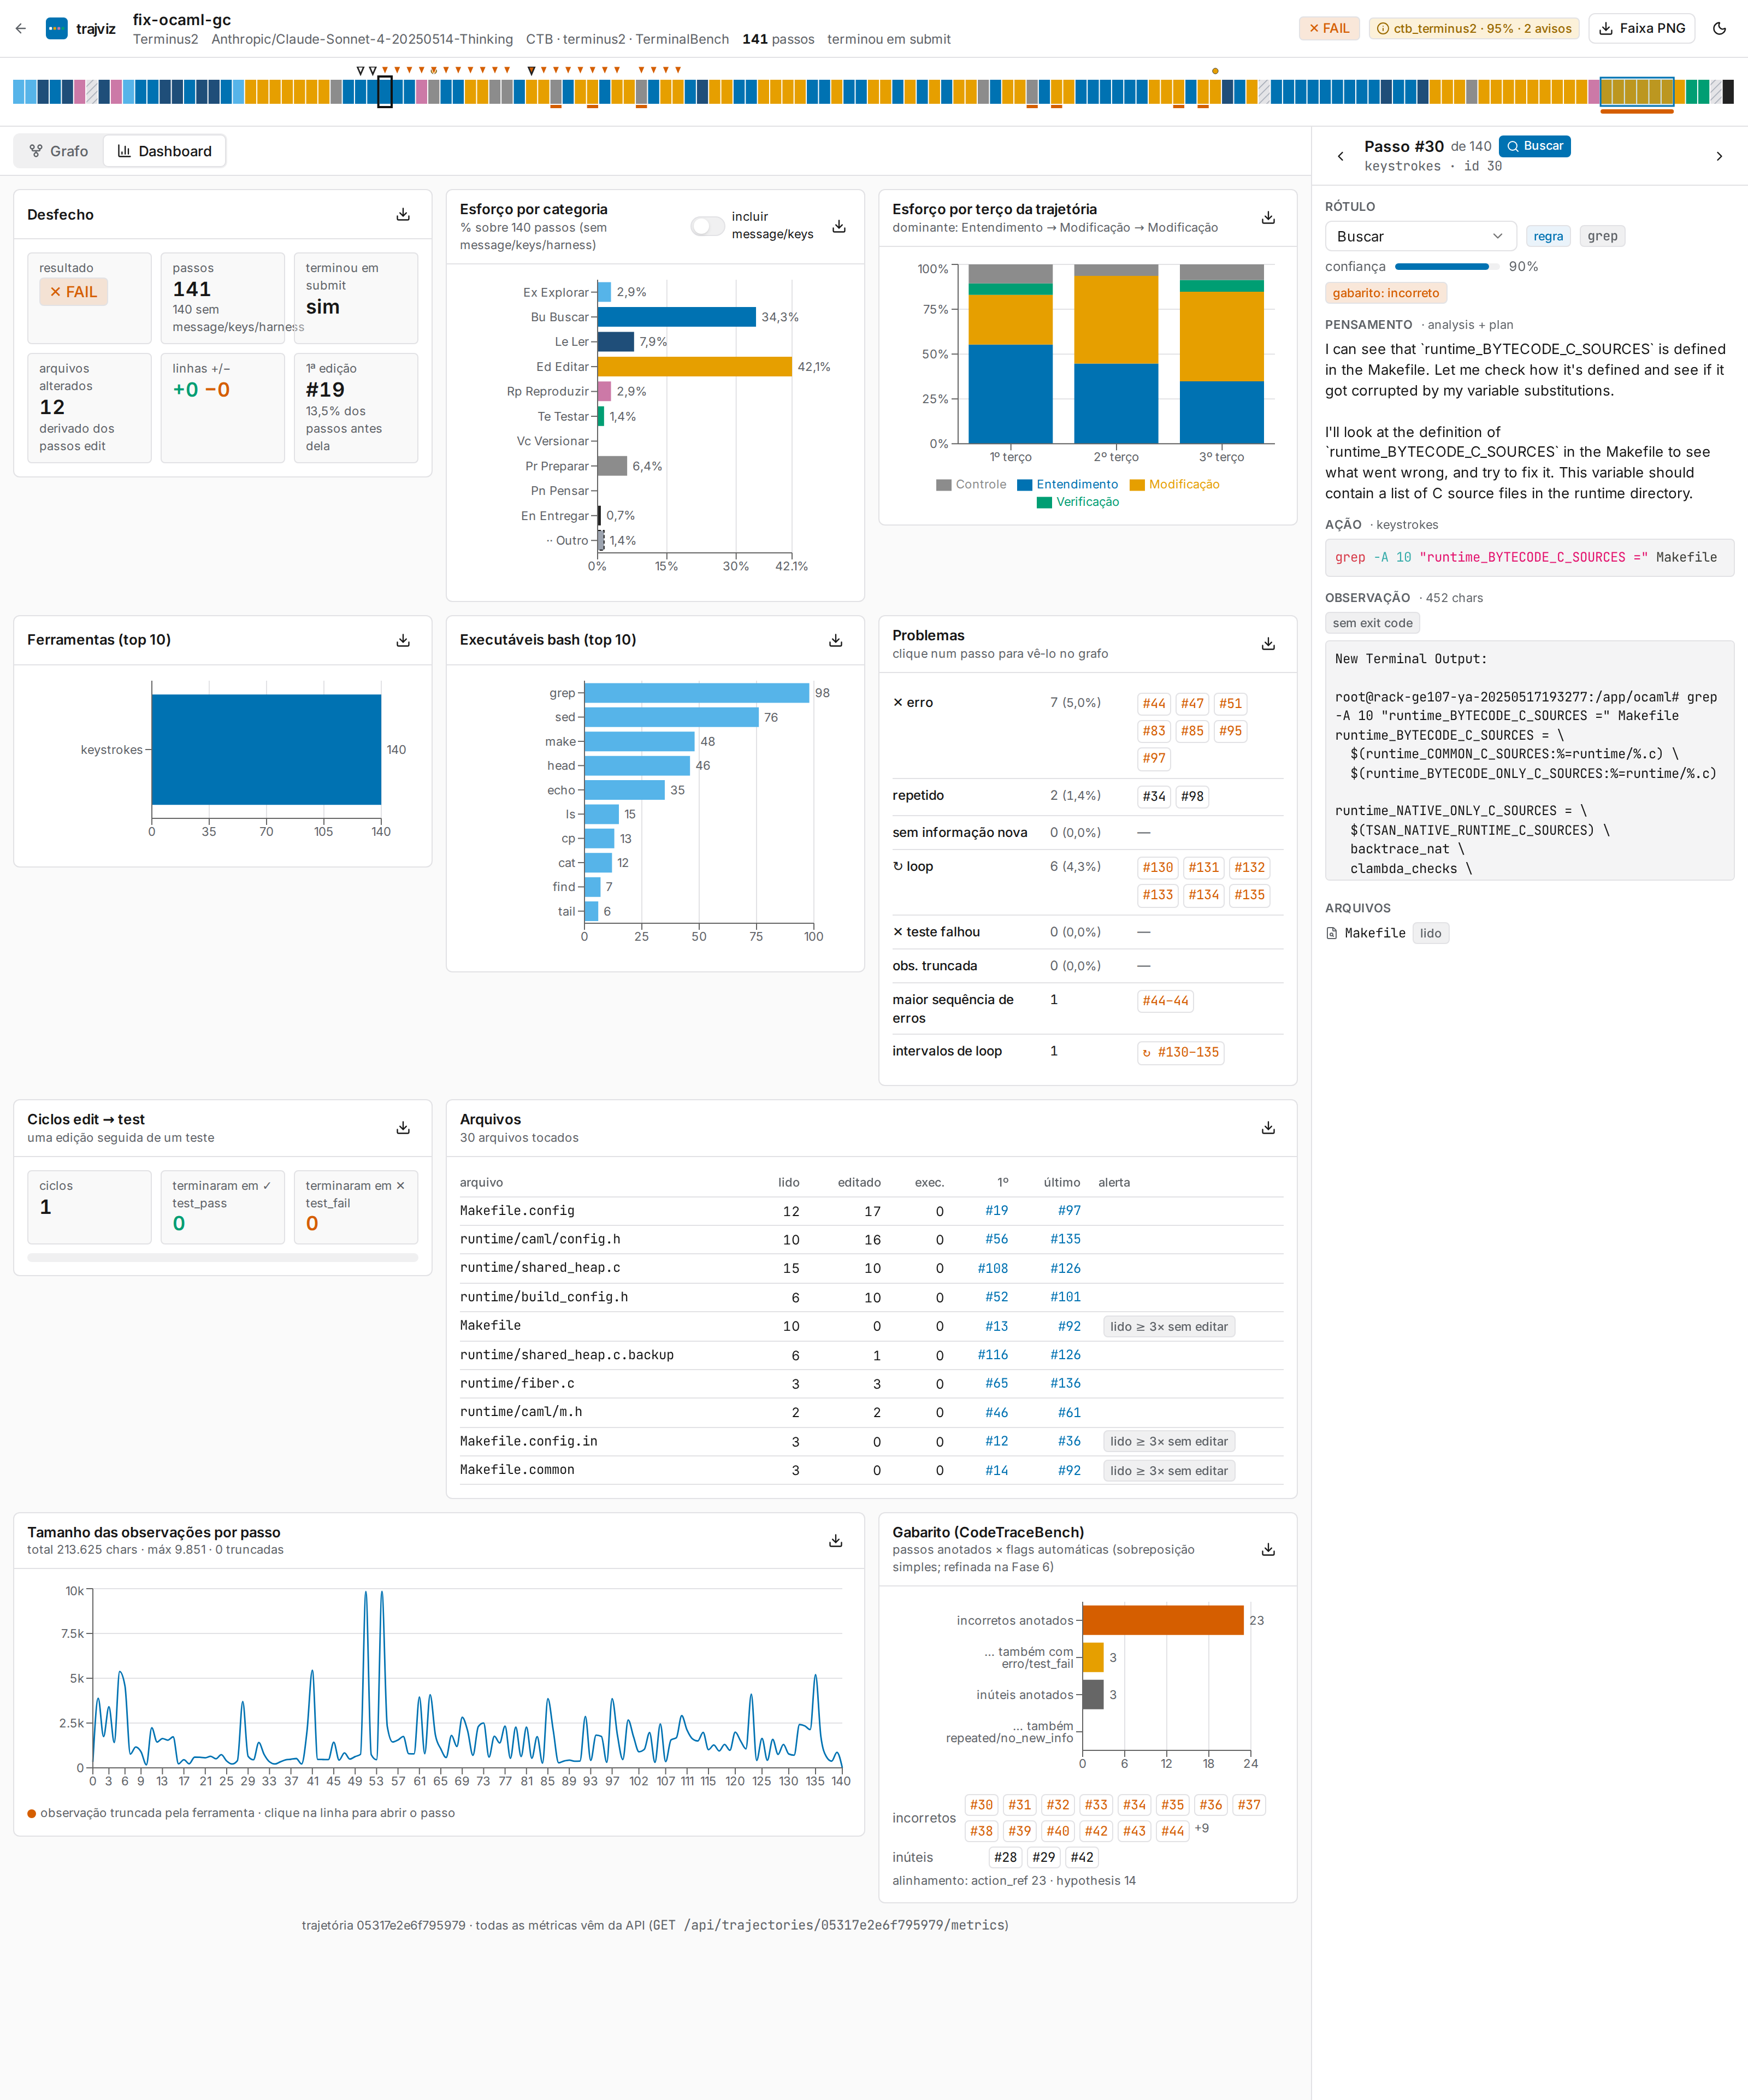 trajviz
fix-ocaml-gc
Terminus2 Anthropic/Claude-Sonnet-4-20250514-Thinking CTB · terminus2 · TerminalBench 141 passos terminou em submit
✕ FAIL
ctb_terminus2 · 95% · 2 avisos
Faixa PNG
Grafo
Dashboard
Desfecho
resultado
✕ FAIL
passos
141
140 sem
message/keys/harness
terminou em
submit
sim
arquivos
alterados
12
derivado dos
passos edit
linhas +/−
+0 −0
1ª edição
#19
13,5% dos
passos antes
dela
Esforço por categoria
% sobre 140 passos (sem
message/keys/harness)
incluir
message/keys
Ex Explorar 2,9%
Bu Buscar 34,3%
Le Ler 7,9%
Ed Editar 42,1%
Rp Reproduzir 2,9%
Te Testar 1,4%
Vc Versionar
Pr Preparar 6,4%
Pn Pensar
En Entregar 0,7%
·· Outro 1,4%
0% 15% 30% 42.1%
Esforço por terço da trajetória
dominante: Entendimento → Modificação → Modificação
100%
75%
50%
25%
0%
1º terço 2º terço 3º terço
Controle Entendimento Modificação
Verificação
Ferramentas (top 10)
keystrokes 140
0 35 70 105 140
Executáveis bash (top 10)
grep 98
sed 76
make 48
head 46
echo 35
ls 15
cp 13
cat 12
find 7
tail 6
0 25 50 75 100
Problemas
clique num passo para vê-lo no grafo
✕ erro 7 (5,0%) #44 #47 #51
#83 #85 #95
#97
repetido 2 (1,4%) #34 #98
sem informação nova 0 (0,0%) —
↻ loop 6 (4,3%) #130 #131 #132
#133 #134 #135
✕ teste falhou 0 (0,0%) —
obs. truncada 0 (0,0%) —
maior sequência de
erros 1 #44–44
intervalos de loop 1 ↻ #130–135
Ciclos edit → test
uma edição seguida de um teste
ciclos
1
terminaram em ✓
test_pass
0
terminaram em ✕
test_fail
0
Arquivos
30 arquivos tocados
arquivo lido editado exec. 1º último alerta
Makefile.config 12 17 0 #19 #97
runtime/caml/config.h 10 16 0 #56 #135
runtime/shared_heap.c 15 10 0 #108 #126
runtime/build_config.h 6 10 0 #52 #101
Makefile 10 0 0 #13 #92 lido ≥ 3× sem editar
runtime/shared_heap.c.backup 6 1 0 #116 #126
runtime/fiber.c 3 3 0 #65 #136
runtime/caml/m.h 2 2 0 #46 #61
Makefile.config.in 3 0 0 #12 #36 lido ≥ 3× sem editar
Makefile.common 3 0 0 #14 #92 lido ≥ 3× sem editar
Tamanho das observações por passo
total 213.625 chars · máx 9.851 · 0 truncadas
10k
7.5k
5k
2.5k
0
0 3 6 9 13 17 21 25 29 33 37 41 45 49 53 57 61 65 69 73 77 81 85 89 93 97 102 107 111 115 120 125 130 135 140
observação truncada pela ferramenta · clique na linha para abrir o passo
Gabarito (CodeTraceBench)
passos anotados × flags automáticas (sobreposição
simples; refinada na Fase 6)
incorretos anotados 23
... também com
erro/test_fail 3
inúteis anotados 3
... também
repeated/no_new_info
0 6 12 18 24
incorretos #30 #31 #32 #33 #34 #35 #36 #37
#38 #39 #40 #42 #43 #44 +9
inúteis #28 #29 #42
alinhamento: action_ref 23 · hypothesis 14
trajetória 05317e2e6f795979 · todas as métricas vêm da API (GET /api/trajectories/05317e2e6f795979/metrics)
Passo #30 de 140 Buscar
keystrokes · id 30
RÓTULO
Buscar regra grep
confiança 90%
gabarito: incorreto
PENSAMENTO · analysis + plan
I can see that `runtime_BYTECODE_C_SOURCES` is defined
in the Makefile. Let me check how it's defined and see if it
got corrupted by my variable substitutions.
I'll look at the definition of
`runtime_BYTECODE_C_SOURCES` in the Makefile to see
what went wrong, and try to fix it. This variable should
contain a list of C source files in the runtime directory.
AÇÃO · keystrokes
grep -A 10 "runtime_BYTECODE_C_SOURCES =" Makefile
OBSERVAÇÃO · 452 chars
sem exit code
New Terminal Output:
root@rack-ge107-ya-20250517193277:/app/ocaml# grep
-A 10 "runtime_BYTECODE_C_SOURCES =" Makefile
runtime_BYTECODE_C_SOURCES = \
$(runtime_COMMON_C_SOURCES:%=runtime/%.c) \
$(runtime_BYTECODE_ONLY_C_SOURCES:%=runtime/%.c)
runtime_NATIVE_ONLY_C_SOURCES = \
$(TSAN_NATIVE_RUNTIME_C_SOURCES) \
backtrace_nat \
clambda_checks \
ARQUIVOS
Makefile lido